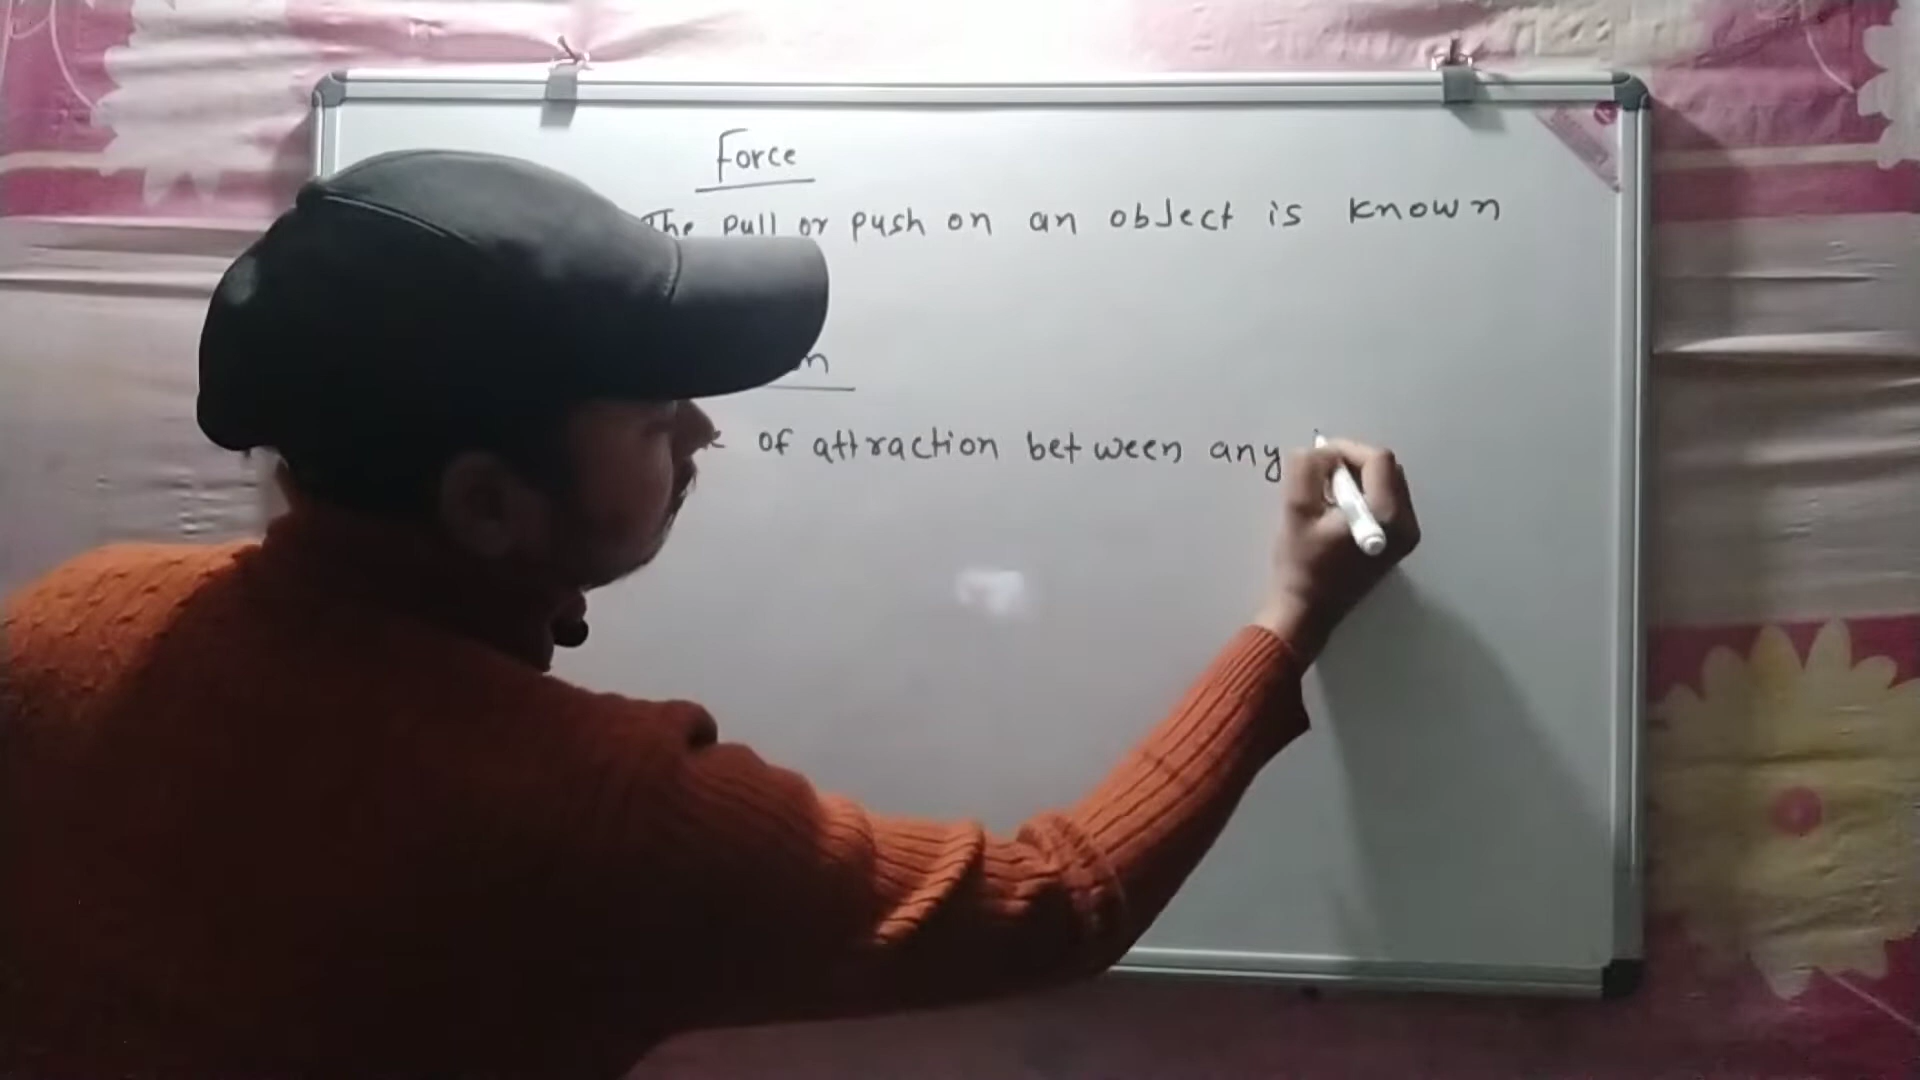 Force
The pull or push on an object is known
of attraction between any